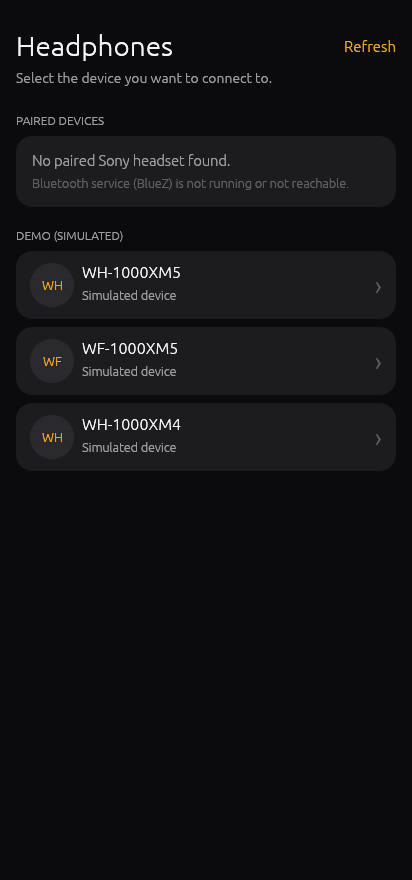 Headphones
Refresh
Select the device you want to connect to.
PAIRED DEVICES
No paired Sony headset found.
Bluetooth service (BlueZ) is not running or not reachable.
DEMO (SIMULATED)
WH
WH-1000XM5
Simulated device
›
WF
WF-1000XM5
Simulated device
›
WH
WH-1000XM4
Simulated device
›